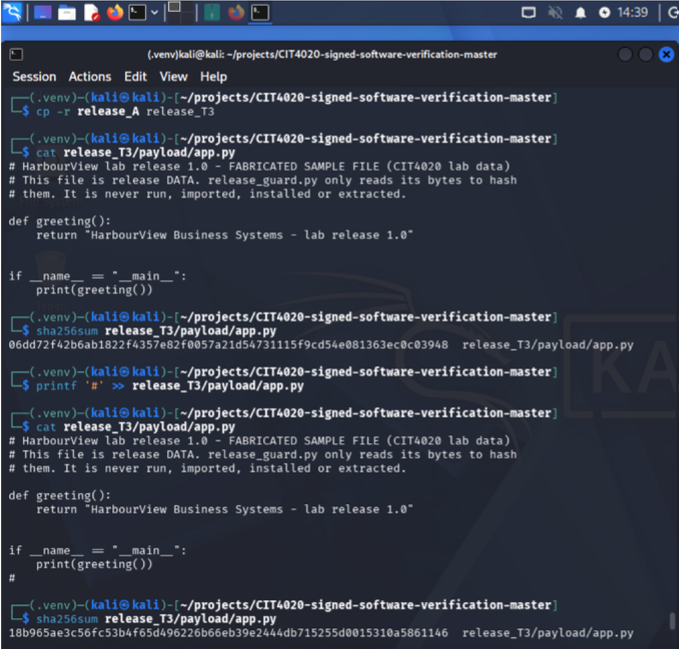 14:39
(.venv)kali@kali: ~/projects/CIT4020-signed-software-verification-master
Session Actions Edit View Help
┌──(.venv)─(kali㉿kali)-[~/projects/CIT4020-signed-software-verification-master]
└─$ cp -r release_A release_T3
┌──(.venv)─(kali㉿kali)-[~/projects/CIT4020-signed-software-verification-master]
└─$ cat release_T3/payload/app.py
# HarbourView lab release 1.0 - FABRICATED SAMPLE FILE (CIT4020 lab data)
# This file is release DATA. release_guard.py only reads its bytes to hash
# them. It is never run, imported, installed or extracted.
def greeting():
    return "HarbourView Business Systems - lab release 1.0"
if __name__ == "__main__":
    print(greeting())
┌──(.venv)─(kali㉿kali)-[~/projects/CIT4020-signed-software-verification-master]
└─$ sha256sum release_T3/payload/app.py
06dd72f42b6ab1822f4357e82f0057a21d54731115f9cd54e081363ec0c03948  release_T3/payload/app.py
┌──(.venv)─(kali㉿kali)-[~/projects/CIT4020-signed-software-verification-master]
└─$ printf '#' >> release_T3/payload/app.py
┌──(.venv)─(kali㉿kali)-[~/projects/CIT4020-signed-software-verification-master]
└─$ cat release_T3/payload/app.py
# HarbourView lab release 1.0 - FABRICATED SAMPLE FILE (CIT4020 lab data)
# This file is release DATA. release_guard.py only reads its bytes to hash
# them. It is never run, imported, installed or extracted.
def greeting():
    return "HarbourView Business Systems - lab release 1.0"
if __name__ == "__main__":
    print(greeting())
#
┌──(.venv)─(kali㉿kali)-[~/projects/CIT4020-signed-software-verification-master]
└─$ sha256sum release_T3/payload/app.py
18b965ae3c56fc53b4f65d496226b66eb39e2444db715255d0015310a5861146  release_T3/payload/app.py